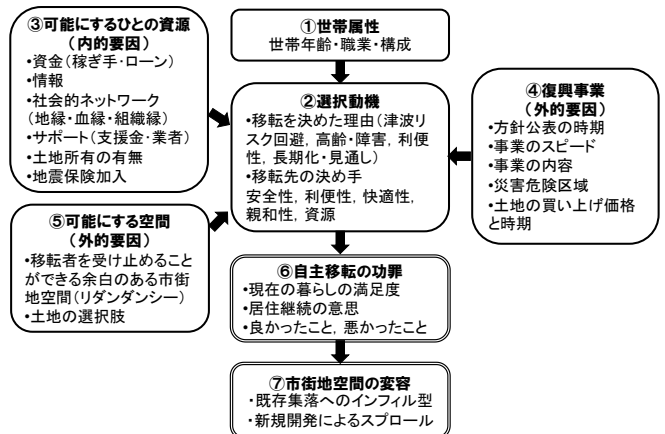 ③可能にするひとの資源
（内的要因）
・資金（稼ぎ手・ローン）
・情報
・社会的ネットワーク
（地縁・血縁・組織縁）
・サポート（支援金・業者）
・土地所有の有無
・地震保険加入
①世帯属性
世帯年齢・職業・構成
②選択動機
・移転を決めた理由（津波
リスク回避，高齢・障害，利便
性，長期化・見通し）
・移転先の決め手
安全性，利便性，快適性，
親和性，資源
④復興事業
（外的要因）
・方針公表の時期
・事業のスピード
・事業の内容
・災害危険区域
・土地の買い上げ価格
と時期
⑤可能にする空間
（外的要因）
・移転者を受け止めること
ができる余白のある市街
地空間（リダンダンシー）
・土地の選択肢
⑥自主移転の功罪
・現在の暮らしの満足度
・居住継続の意思
・良かったこと，悪かったこと
⑦市街地空間の変容
・既存集落へのインフィル型
・新規開発によるスプロール